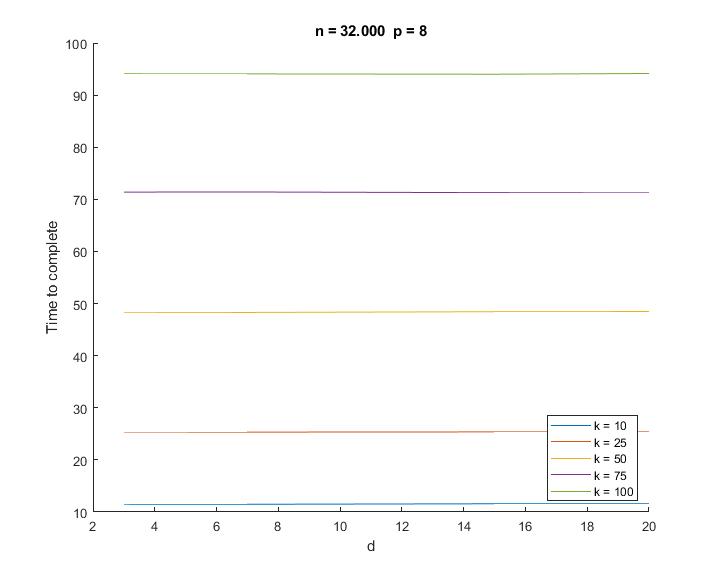 n = 32.000 p = 8
Time to complete
100
90
80
70
60
50
40
30
20
10
2 4 6 8 10 12 14 16 18 20
d
k = 10
k = 25
k = 50
k = 75
k = 100